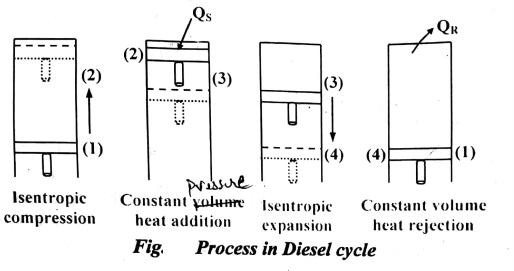 Qs
QR
(2)
(3)
(3)
(2)
(1)
(4)
(4)
(1)
Isentropic
compression
Constant volume pressure
heat addition
Isentropic
expansion
Constant volume
heat rejection
Fig. Process in Diesel cycle